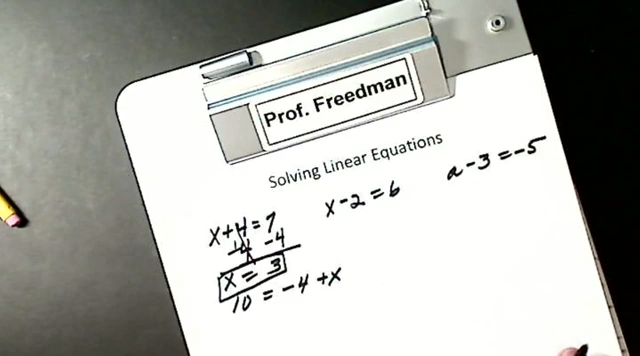 Prof. Freedman
Solving Linear Equations
x+4=7
-4 -4
x = 3
x-2=6
a-3=-5
10 = -4+x